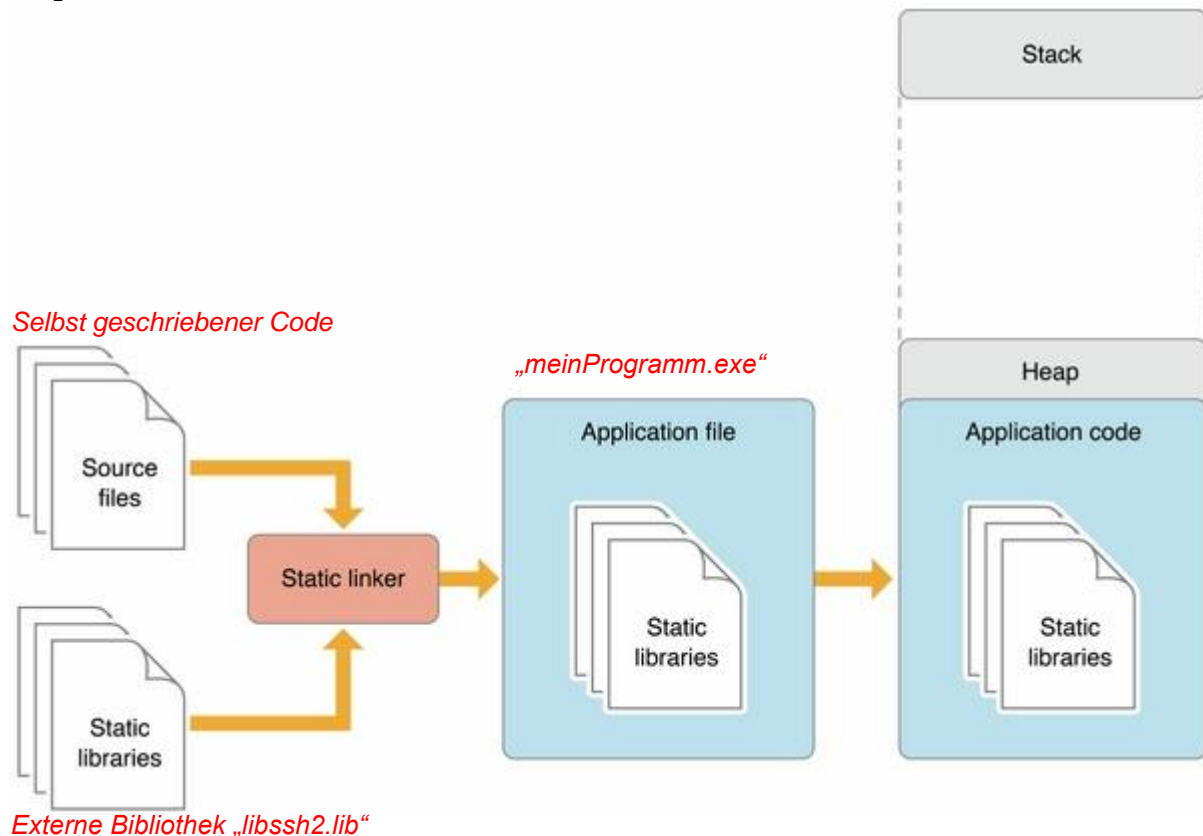 Stack
Selbst geschriebener Code
„meinProgramm.exe“
Heap
Source
files
Static linker
Application file
Application code
Static
libraries
Static
libraries
Static
libraries
Externe Bibliothek „libssh2.lib“